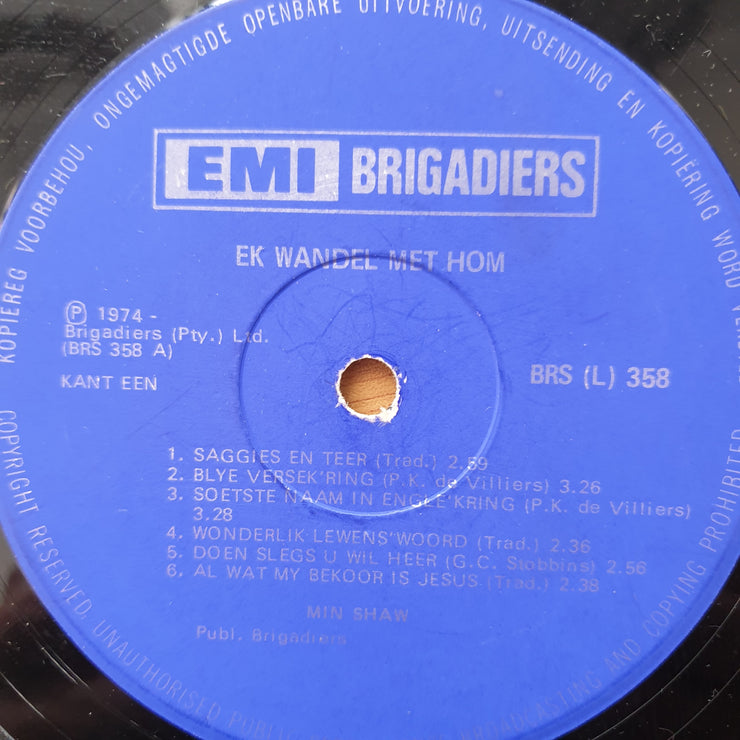 KOPIEREG VOORBEHOU, ONGEMAGTIGDE OPENBARE UITVOERING, UITSENDING EN KOPIËRING WORD
EMI BRIGADIERS
EK WANDEL MET HOM
Ⓟ 1974 -
Brigadiers (Pty.) Ltd.
(BRS 358 A)
KANT EEN
BRS (L) 358
1. SAGGIES EN TEER (Trad.) 2.59
2. BLYE VERSEK'RING (P.K. de Villiers) 3.26
3. SOETSTE NAAM IN ENGLE'KRING (P.K. de Villiers)
3.28
4. WONDERLIK LEWENS'WOORD (Trad.) 2.36
5. DOEN SLEGS U WIL HEER (G.C. Stobbins) 2.56
6. AL WAT MY BEKOOR IS JESUS (Trad.) 2.38
MIN SHAW
Publ. Brigadiers
COPYRIGHT RESERVED, UNAUTHORISED PUBLIC BROADCASTING AND COPYING PROHIBITED